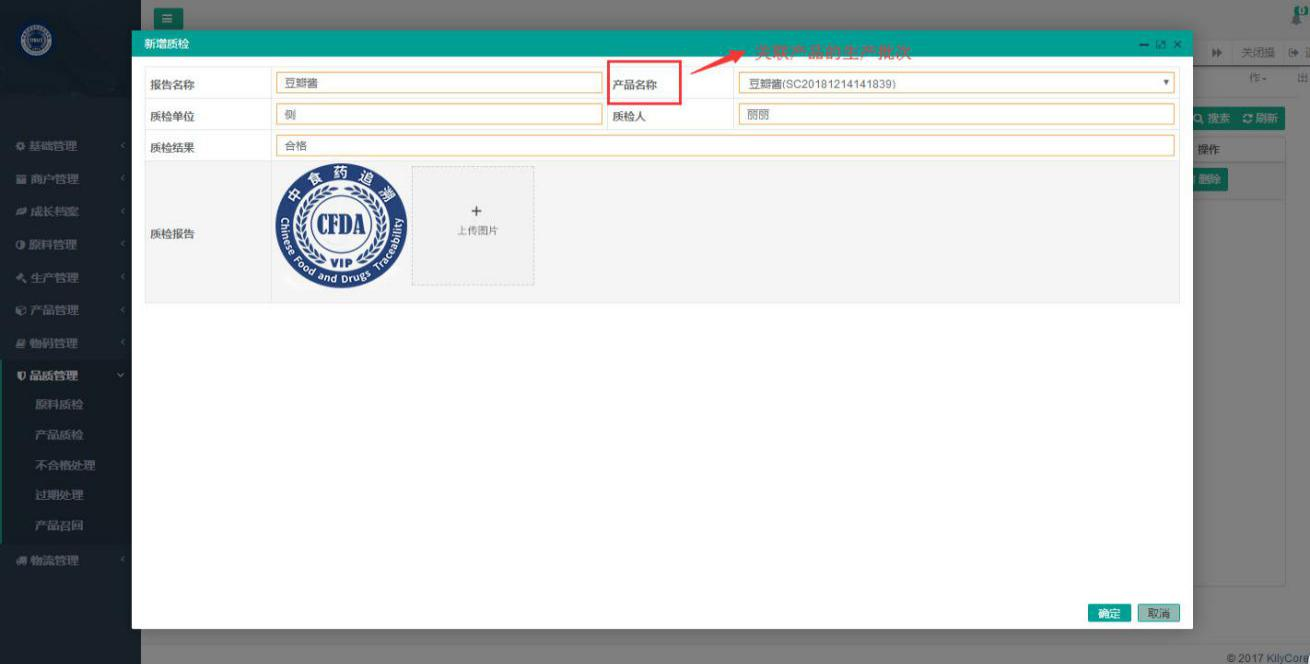 新增质检
关联产品的生产批次
报告名称 豆瓣酱 产品名称 豆瓣酱(SC20181214141839)
质检单位 侧 质检人 丽丽
质检结果 合格
质检报告
中食药追溯
CFDA
VIP
Chinese Food and Drugs Traceability
+
上传图片
确定 取消
基础管理
商户管理
成长档案
原料管理
生产管理
产品管理
物码管理
品质管理
原料质检
产品质检
不合格处理
过期处理
产品召回
物流管理
关闭操
作
出
搜索 刷新
操作
删除
© 2017 KilyCore